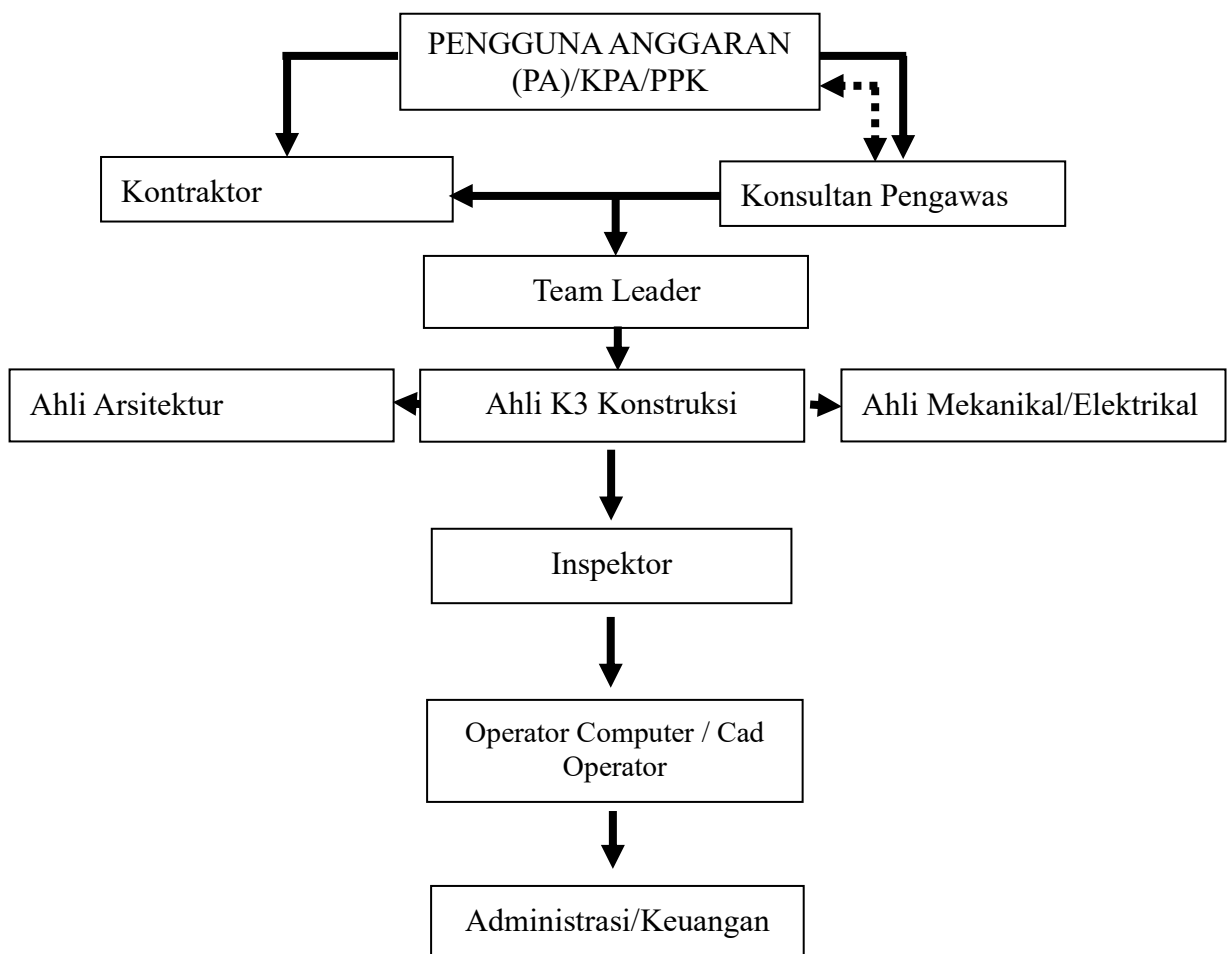 PENGGUNA ANGGARAN
(PA)/KPA/PPK
Kontraktor
Konsultan Pengawas
Team Leader
Ahli Arsitektur
Ahli K3 Konstruksi
Ahli Mekanikal/Elektrikal
Inspektor
Operator Computer / Cad
Operator
Administrasi/Keuangan